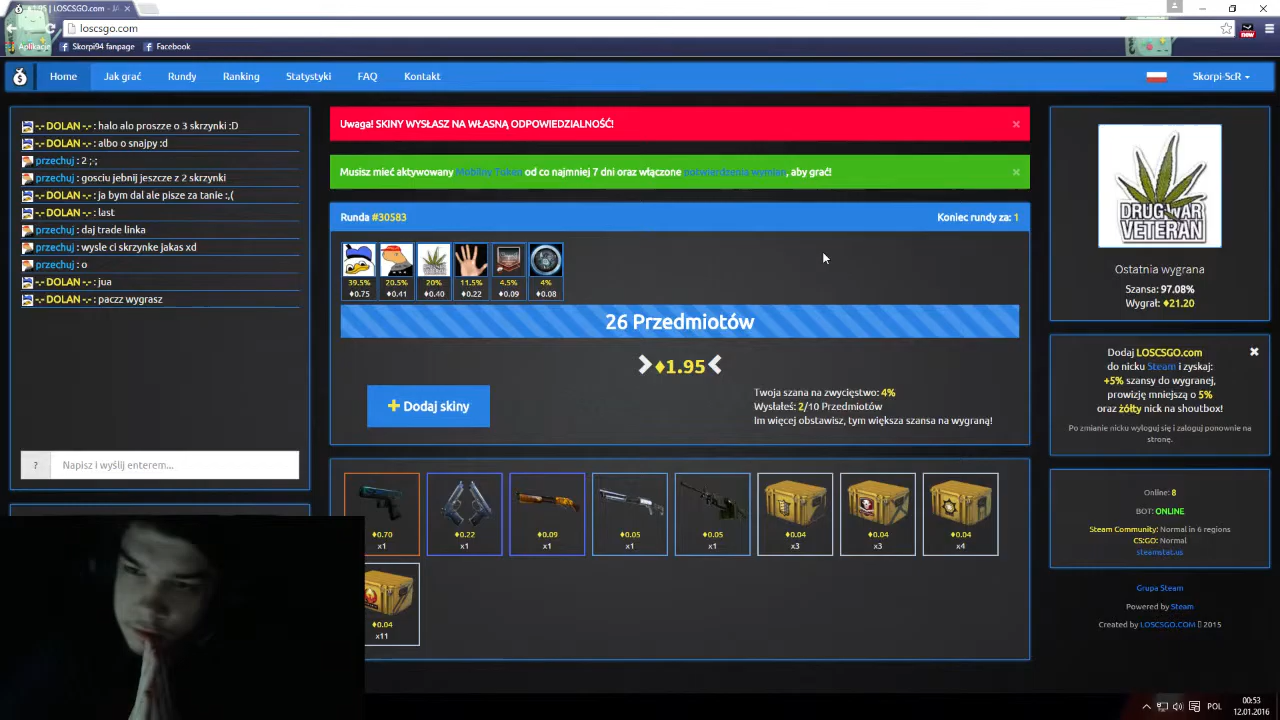 1.95 | LOSCSGO.com
loscsgo.com
Aplikacje Skorpi94 fanpage Facebook
Home Jak grać Rundy Ranking Statystyki FAQ Kontakt Skorpi-ScR
-.- DOLAN -.- : halo alo prosze o 3 skrzynki :D
-.- DOLAN -.- : albo o snajpy :d
przechuj : 2 ;-;
przechuj : gosciu jebnij jeszcze z 2 skrzynki
-.- DOLAN -.- : ja bym dal ale pisze za tanie :,(
-.- DOLAN -.- : last
przechuj : daj trade linka
przechuj : wysle ci skrzynke jakas xd
przechuj : o
-.- DOLAN -.- : jua
-.- DOLAN -.- : paczz wygrasz
? Napisz i wyślij enterem...
Uwaga! SKINY WYSŁASZ NA WŁASNĄ ODPOWIEDZIALNOŚĆ! ×
Musisz mieć aktywowany Mobilny Token od co najmniej 7 dni oraz włączone potwierdzenia wymian, aby grać! ×
Runda #30583 Koniec rundy za: 1
39.5% 20.5% 20% 11.5% 4.5% 4%
♦0.75 ♦0.41 ♦0.40 ♦0.22 ♦0.09 ♦0.08
26 Przedmiotów
♦1.95
+ Dodaj skiny
Twoja szana na zwycięstwo: 4%
Wysłałeś: 2/10 Przedmiotów
Im więcej obstawisz, tym większa szansa na wygraną!
♦0.70 ♦0.22 ♦0.09 ♦0.05 ♦0.05 ♦0.04 ♦0.04 ♦0.04
x1 x1 x1 x1 x1 x3 x3 x4
♦0.04
x11
DRUG WAR
VETERAN
Ostatnia wygrana
Szansa: 97.08%
Wygrał: ♦21.20
Dodaj LOSCSGO.com
do nicku Steam i zyskaj:
+5% szansy do wygranej,
prowizję mniejszą o 5%
oraz żółty nick na shoutbox!
Po zmianie nicku wyloguj się i zaloguj ponownie na
stronę.
Online: 8
BOT: ONLINE
Steam Community: Normal in 6 regions
CS:GO: Normal
steamstat.us
Grupa Steam
Powered by Steam
Created by LOSCSGO.COM 2015
POL
00:53
12.01.2016